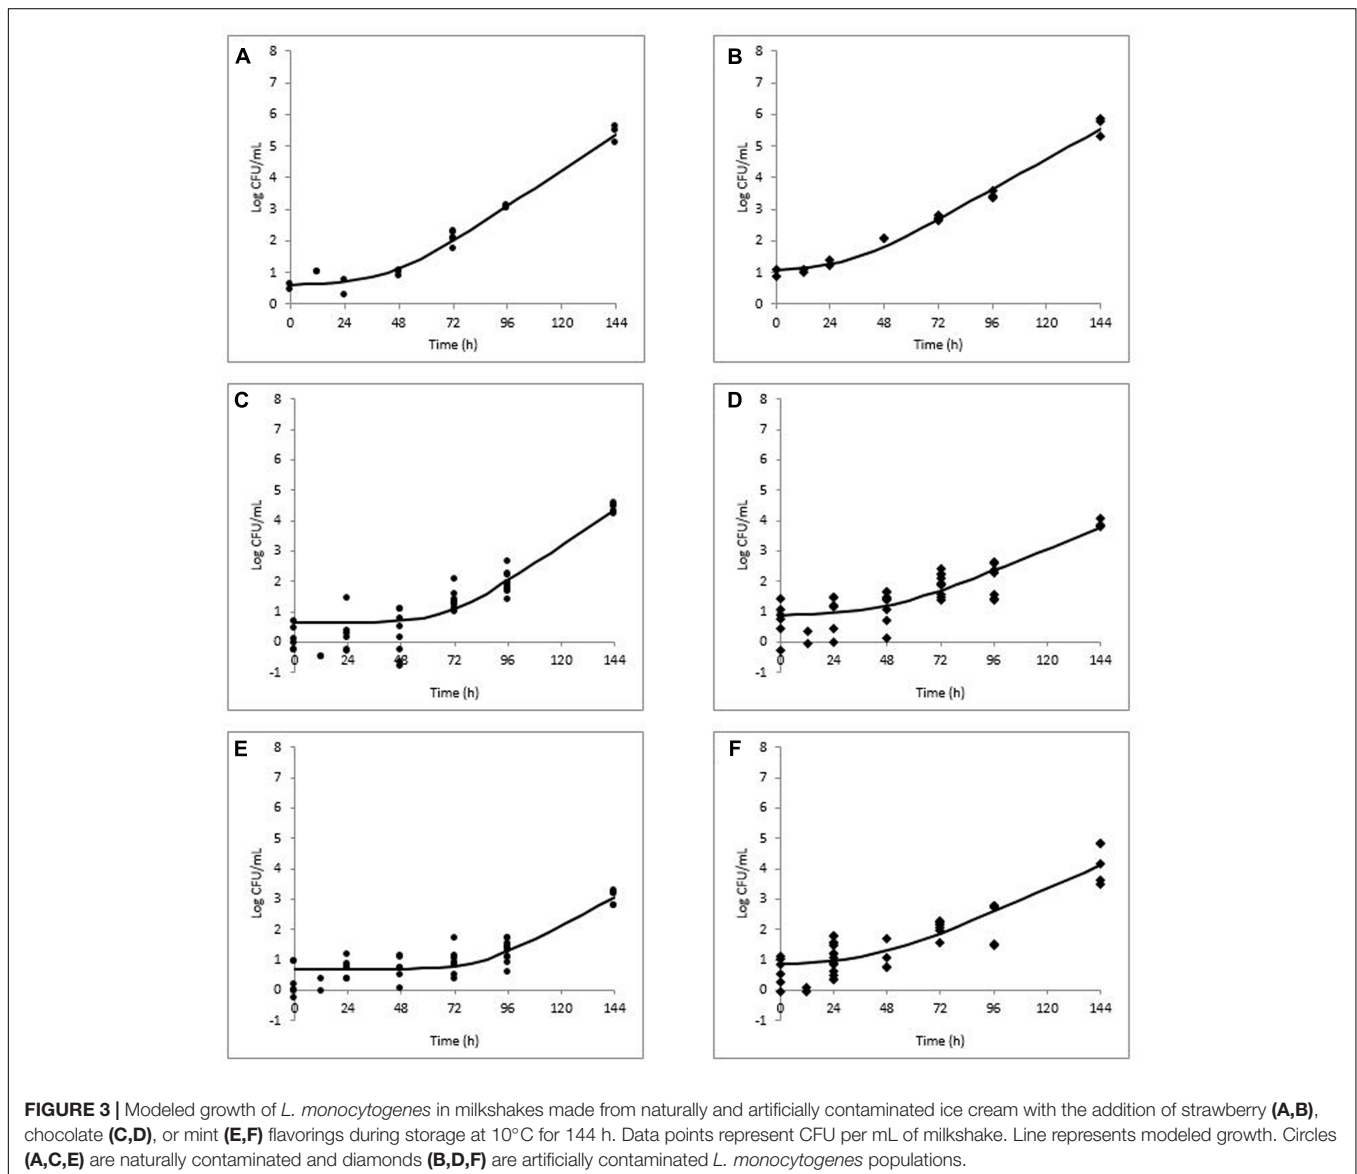 A
8
7
6
5
4
3
2
1
0
Log CFU/mL
0 24 48 72 96 120 144
Time (h)
B
8
7
6
5
4
3
2
1
0
Log CFU/mL
0 24 48 72 96 120 144
Time (h)
C
8
7
6
5
4
3
2
1
0
-1
Log CFU/mL
0 24 48 72 96 120 144
Time (h)
D
8
7
6
5
4
3
2
1
0
-1
Log CFU/mL
0 24 48 72 96 120 144
Time (h)
E
8
7
6
5
4
3
2
1
0
-1
Log CFU/mL
0 24 48 72 96 120 144
Time (h)
F
8
7
6
5
4
3
2
1
0
-1
Log CFU/mL
0 24 48 72 96 120 144
Time (h)
FIGURE 3 | Modeled growth of L. monocytogenes in milkshakes made from naturally and artificially contaminated ice cream with the addition of strawberry (A,B),
chocolate (C,D), or mint (E,F) flavorings during storage at 10°C for 144 h. Data points represent CFU per mL of milkshake. Line represents modeled growth. Circles
(A,C,E) are naturally contaminated and diamonds (B,D,F) are artificially contaminated L. monocytogenes populations.